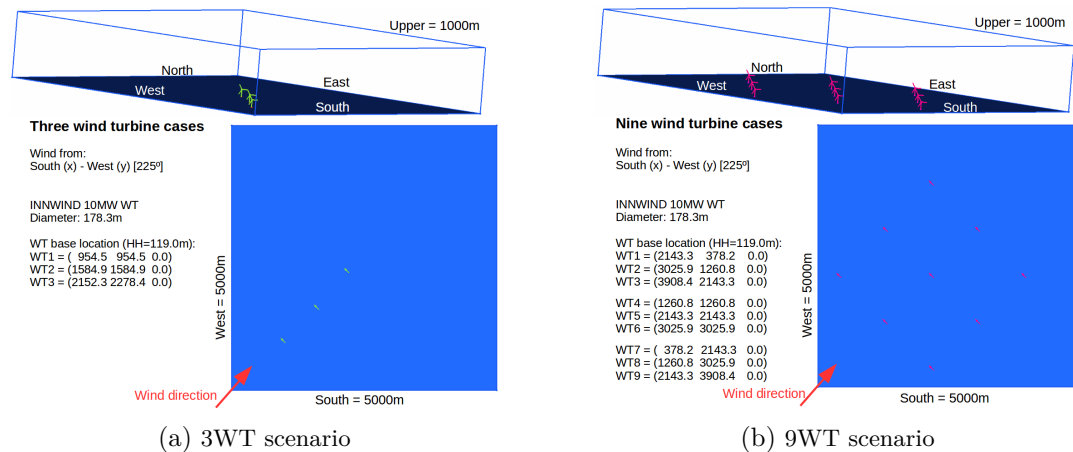 Upper = 1000m
North
East
West
South
Three wind turbine cases
Wind from:
South (x) - West (y) [225º]
INNWIND 10MW WT
Diameter: 178.3m
WT base location (HH=119.0m):
WT1 = ( 954.5 954.5 0.0)
WT2 = (1584.9 1584.9 0.0)
WT3 = (2152.3 2278.4 0.0)
West = 5000m
Wind direction
South = 5000m
(a) 3WT scenario
Upper = 1000m
North
East
West
South
Nine wind turbine cases
Wind from:
South (x) - West (y) [225º]
INNWIND 10MW WT
Diameter: 178.3m
WT base location (HH=119.0m):
WT1 = (2143.3 378.2 0.0)
WT2 = (3025.9 1260.8 0.0)
WT3 = (3908.4 2143.3 0.0)
WT4 = (1260.8 1260.8 0.0)
WT5 = (2143.3 2143.3 0.0)
WT6 = (3025.9 3025.9 0.0)
WT7 = ( 378.2 2143.3 0.0)
WT8 = (1260.8 3025.9 0.0)
WT9 = (2143.3 3908.4 0.0)
West = 5000m
Wind direction
South = 5000m
(b) 9WT scenario